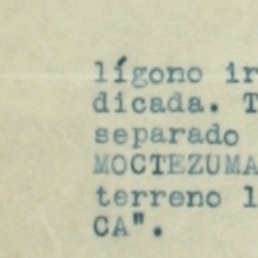 lígono ir
dicada. T
separado
MOCTEZUMA
terreno l
CA".